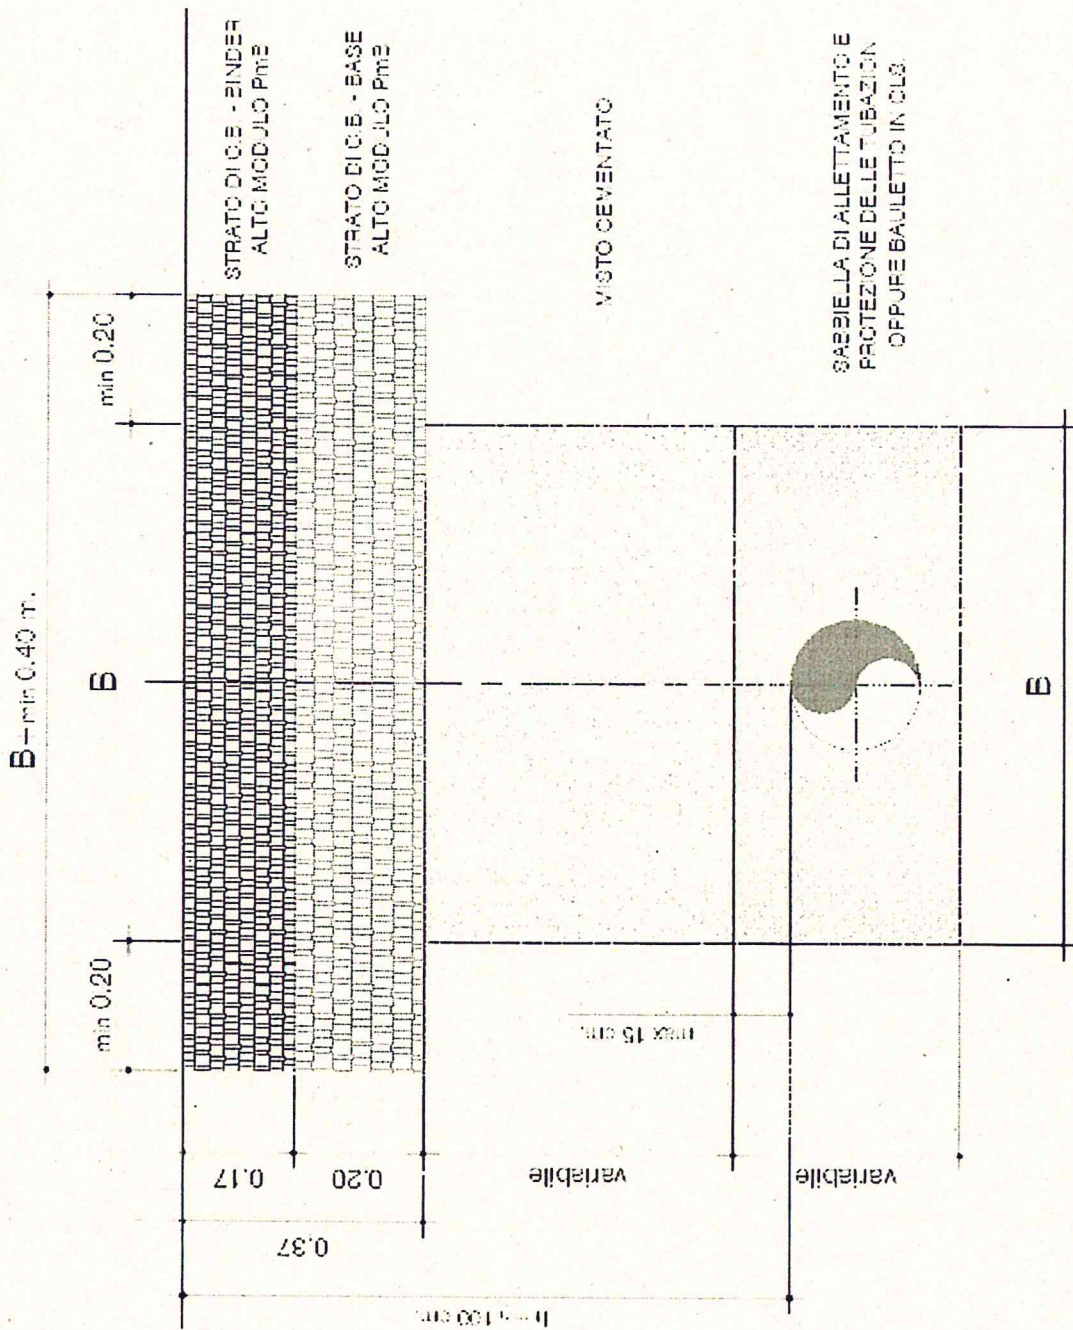 B+min 0.40 m.
min 0.20
B
min 0.20
STRATO DI C.B. - BINDER
ALTO MODULO PmB
STRATO DI C.B. - BASE
ALTO MODULO PmB
MISTO CEMENTATO
SABBIELLA DI ALLETTAMENTO E
PROTEZIONE DELLE TUBAZIONI
OPPURE BAULETTO IN CLS.
0.17
0.20
0.37
variabile
variabile
max 15 cm.
100 cm.
B